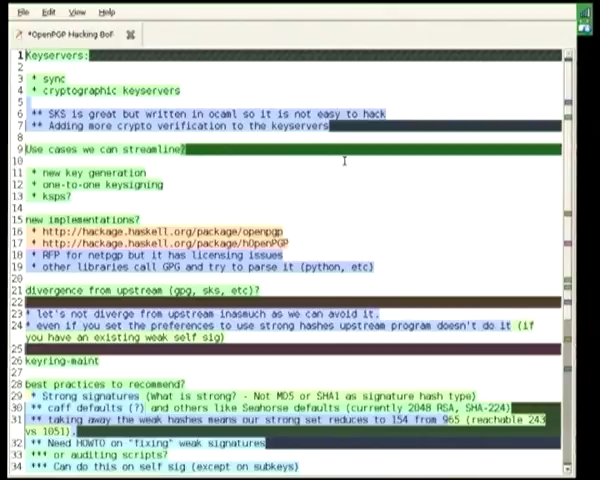 File Edit View Help
*OpenPGP Hacking BoF
1 Keyservers:
2
3 * sync
4 * cryptographic keyservers
5
6 ** SKS is great but written in ocaml so it is not easy to hack
7 ** Adding more crypto verification to the keyservers
8
9 Use cases we can streamline?
10
11 * new key generation
12 * one-to-one keysigning
13 * ksps?
14
15 new implementations?
16 * http://hackage.haskell.org/package/openpgp
17 * http://hackage.haskell.org/package/hOpenPGP
18 * RFP for netpgp but it has licensing issues
19 * other libraries call GPG and try to parse it (python, etc)
20
21 divergence from upstream (gpg, sks, etc)?
22
23 * let's not diverge from upstream inasmuch as we can avoid it.
24 * even if you set the preferences to use strong hashes upstream program doesn't do it (if
you have an existing weak self sig)
25
26 keyring-maint
27
28 best practices to recommend?
29 * Strong signatures (What is strong? - Not MD5 or SHA1 as signature hash type)
30 ** caff defaults (?) and others like Seahorse defaults (currently 2048 RSA, SHA-224)
31 ** taking away the weak hashes means our strong set reduces to 154 from 965 (reachable 243
vs 1051).
32 ** Need HOWTO on "fixing" weak signatures
33 *** or auditing scripts?
34 *** Can do this on self sig (except on subkeys)